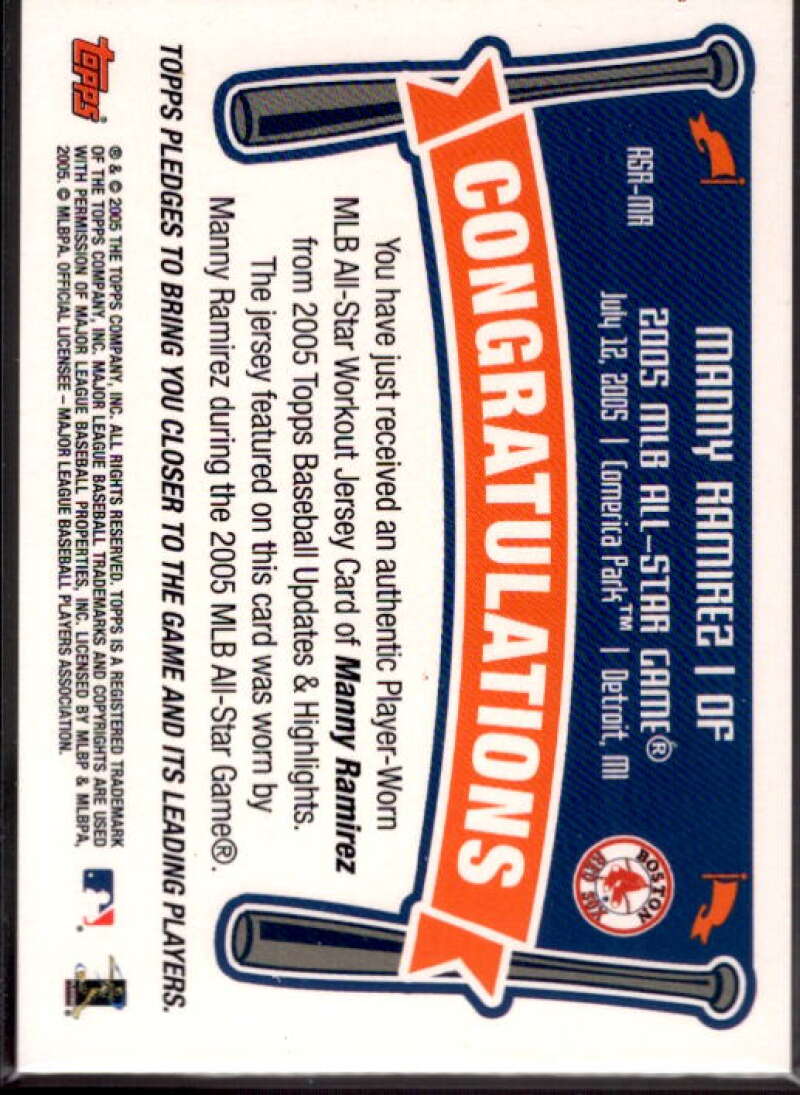 MANNY RAMIREZ | OF
2005 MLB ALL-STAR GAME®
July 12, 2005 | Comerica Park™ | Detroit, MI
ASR-MR
BOSTON
RED SOX
CONGRATULATIONS
You have just received an authentic Player-Worn
MLB All-Star Workout Jersey Card of Manny Ramirez
from 2005 Topps Baseball Updates & Highlights.
The jersey featured on this card was worn by
Manny Ramirez during the 2005 MLB All-Star Game®.
TOPPS PLEDGES TO BRING YOU CLOSER TO THE GAME AND ITS LEADING PLAYERS.
topps®
® & © 2005 THE TOPPS COMPANY, INC. ALL RIGHTS RESERVED. TOPPS IS A REGISTERED TRADEMARK
OF THE TOPPS COMPANY, INC. MAJOR LEAGUE BASEBALL TRADEMARKS AND COPYRIGHTS ARE USED
WITH PERMISSION OF MAJOR LEAGUE BASEBALL PROPERTIES, INC. LICENSED BY MLBP & MLBPA,
2005. © MLBPA. OFFICIAL LICENSEE – MAJOR LEAGUE BASEBALL PLAYERS ASSOCIATION.